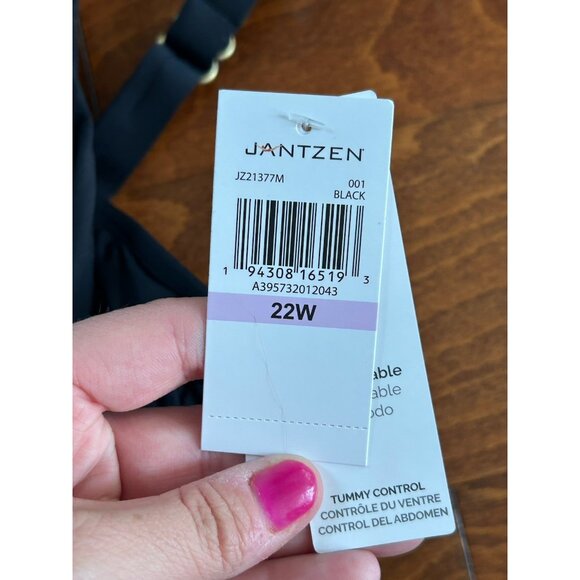 JANTZEN
JZ21377M 001
BLACK
1 94308 16519 3
A395732012043
22W
able
able
odo
TUMMY CONTROL
CONTRÔLE DU VENTRE
CONTROL DEL ABDOMEN